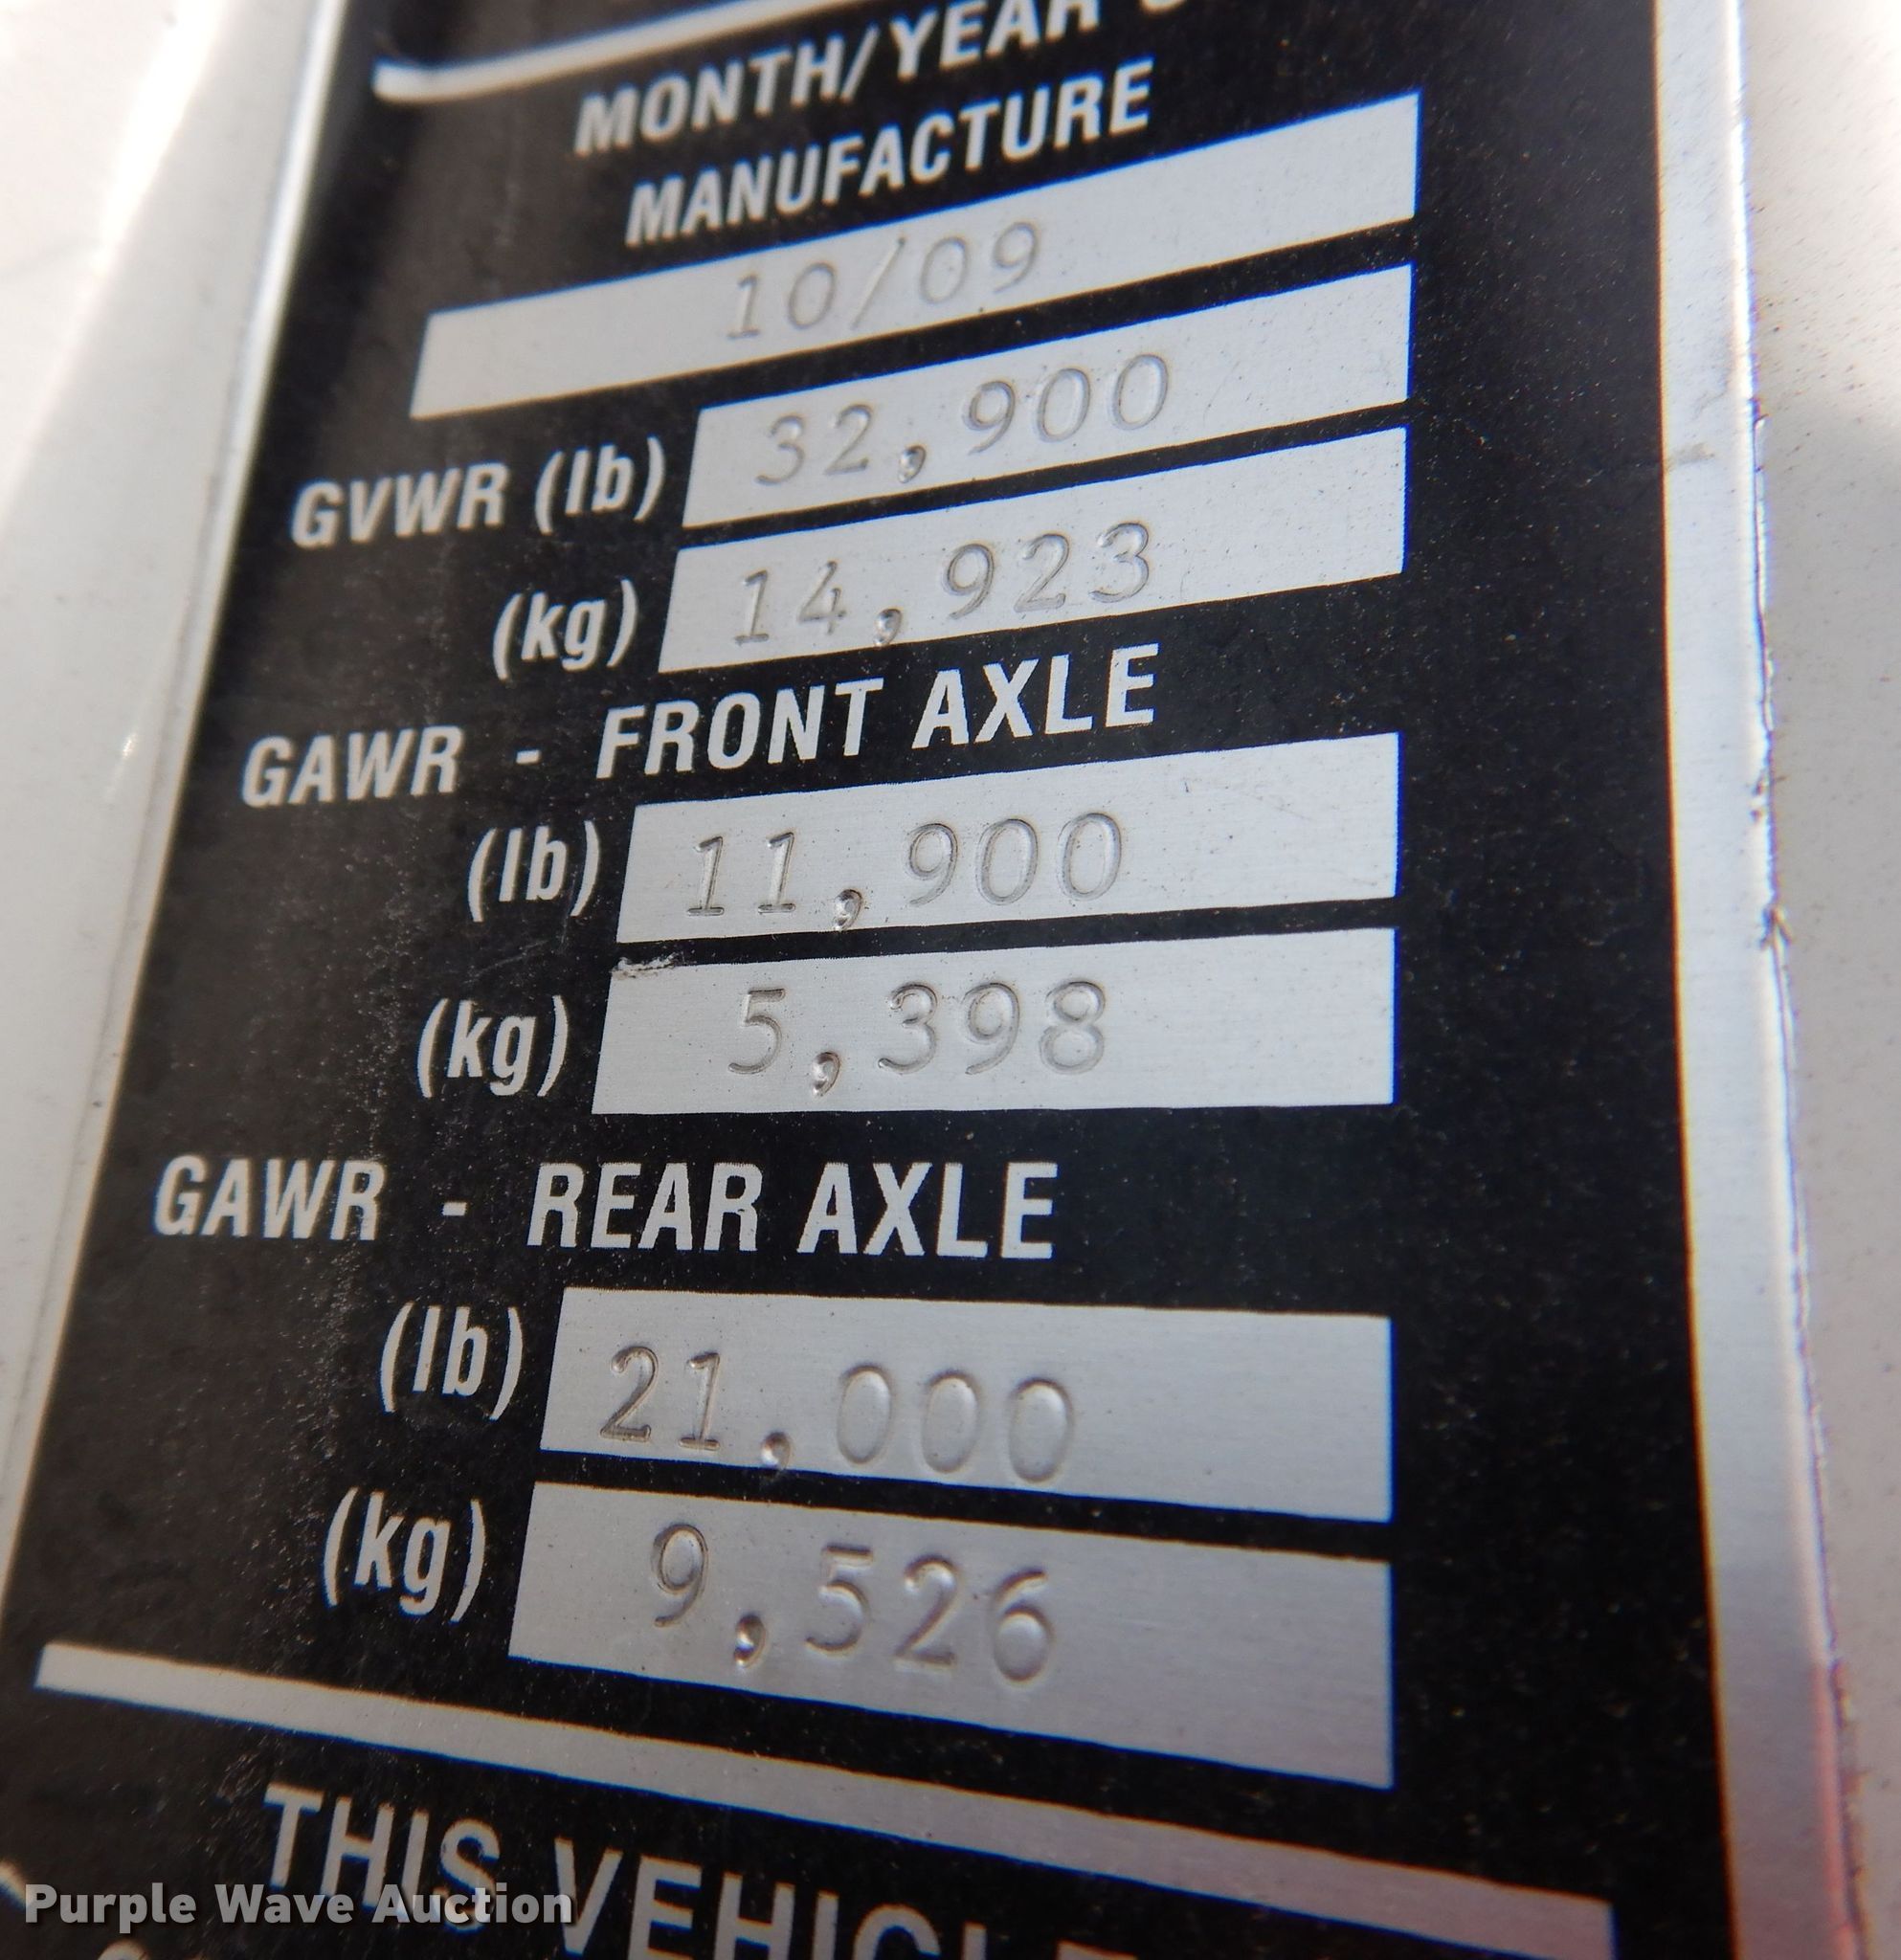 MONTH/YEAR
MANUFACTURE
10/09
GVWR (lb) 32,900
(kg) 14,923
GAWR - FRONT AXLE
(lb) 11,900
(kg) 5,398
GAWR - REAR AXLE
(lb) 21,000
(kg) 9,526
THIS VEHICLE
Purple Wave Auction